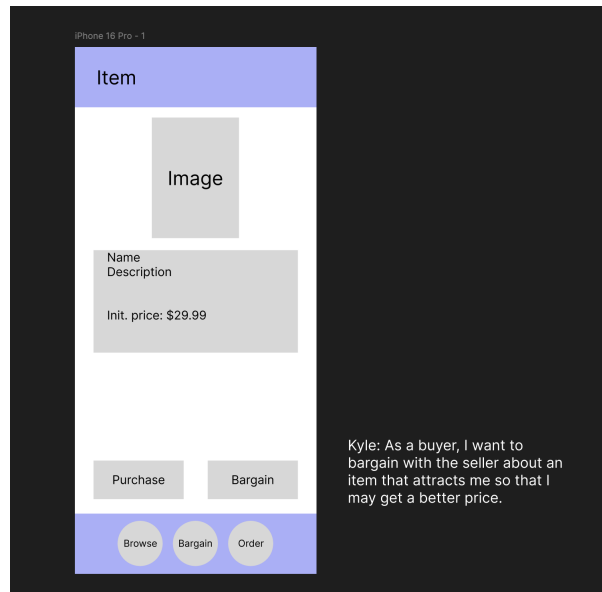 iPhone 16 Pro - 1
Item
Image
Name
Description
Init. price: $29.99
Purchase
Bargain
Kyle: As a buyer, I want to
bargain with the seller about an
item that attracts me so that I
may get a better price.
Browse
Bargain
Order